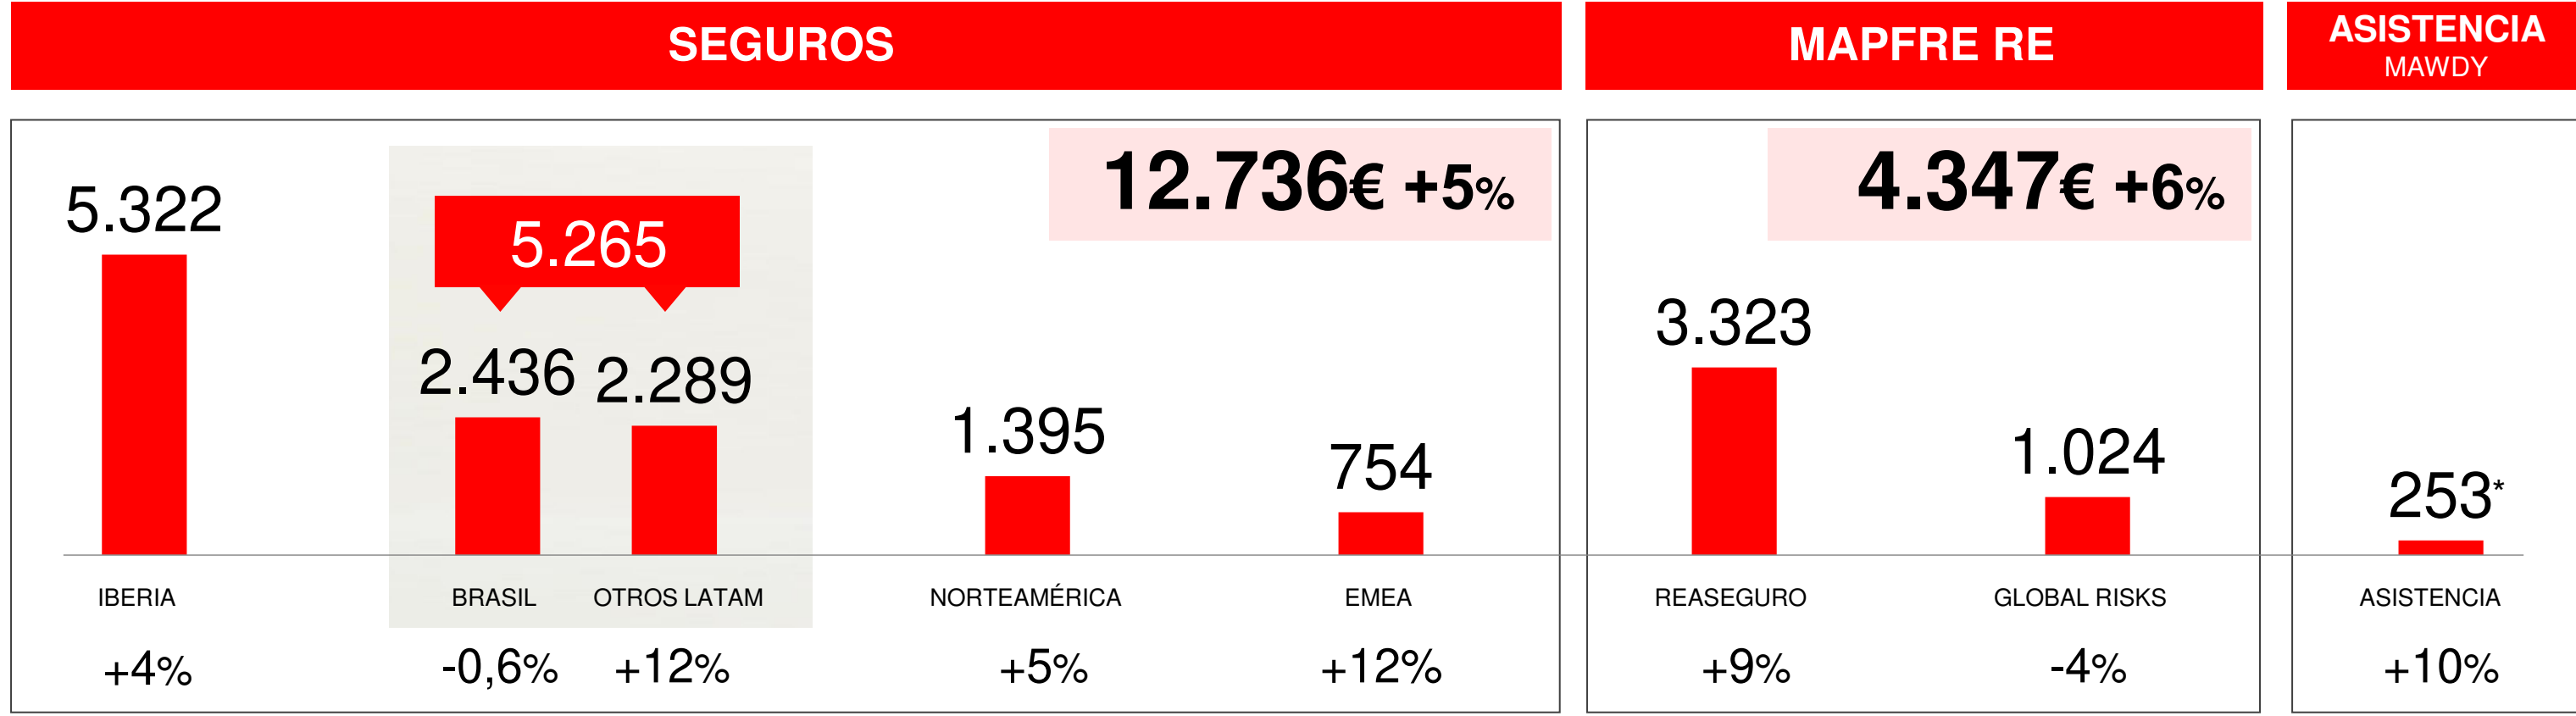 SEGUROS
MAPFRE RE
ASISTENCIA
MAWDY
12.736€ +5%
4.347€ +6%
5.322
5.265
2.436
2.289
1.395
754
3.323
1.024
253*
IBERIA
BRASIL
OTROS LATAM
NORTEAMÉRICA
EMEA
REASEGURO
GLOBAL RISKS
ASISTENCIA
+4%
-0,6%
+12%
+5%
+12%
+9%
-4%
+10%